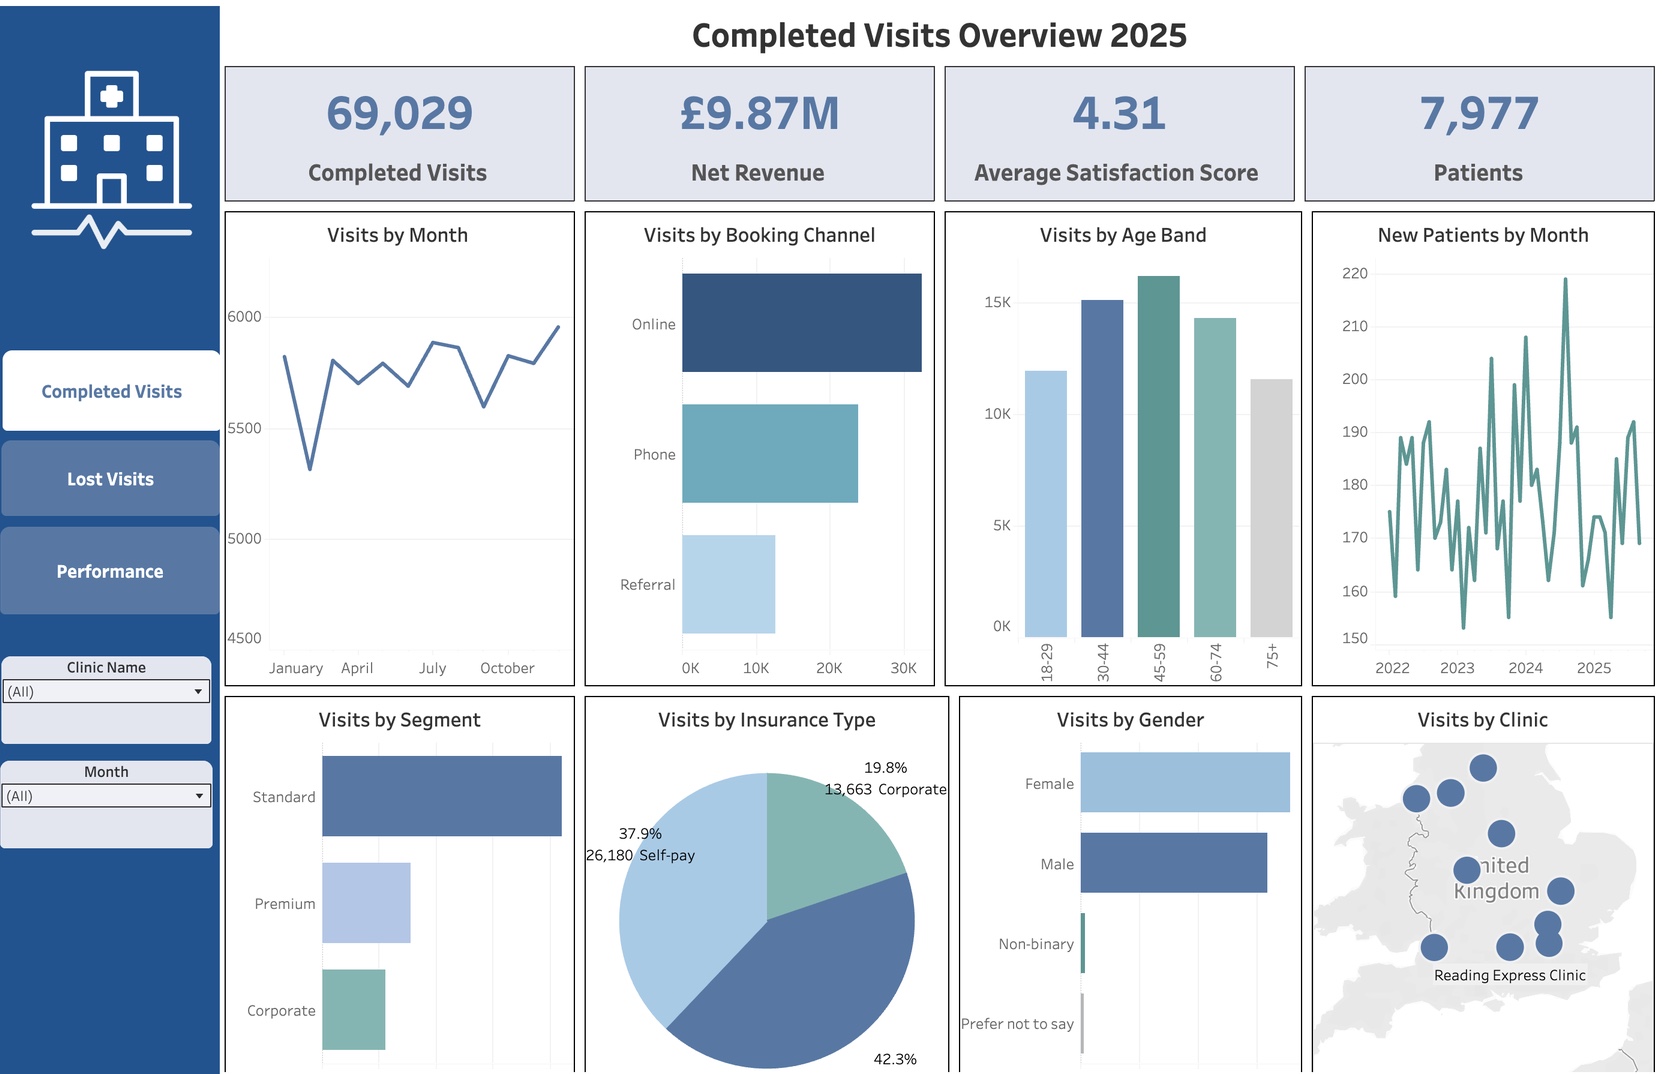 Completed Visits Overview 2025
69,029
Completed Visits
£9.87M
Net Revenue
4.31
Average Satisfaction Score
7,977
Patients
Completed Visits
Lost Visits
Performance
Clinic Name
(All)
Month
(All)
Visits by Month
6000
5500
5000
4500
January April July October
Visits by Booking Channel
Online
Phone
Referral
0K 10K 20K 30K
Visits by Age Band
15K
10K
5K
0K
18-29
30-44
45-59
60-74
75+
New Patients by Month
220
210
200
190
180
170
160
150
2022 2023 2024 2025
Visits by Segment
Standard
Premium
Corporate
Visits by Insurance Type
19.8%
13,663 Corporate
37.9%
26,180 Self-pay
42.3%
Visits by Gender
Female
Male
Non-binary
Prefer not to say
Visits by Clinic
nited
Kingdom
Reading Express Clinic